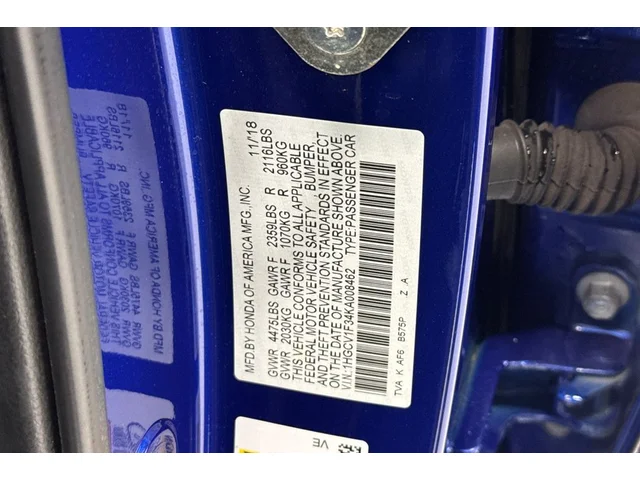 MFD.BY HONDA OF AMERICA MFG.,INC. 11/18
GVWR 4475LBS GAWR F 2359LBS R 2116LBS
GVWR 2030KG GAWR F 1070KG R 960KG
THIS VEHICLE CONFORMS TO ALL APPLICABLE
FEDERAL MOTOR VEHICLE SAFETY, BUMPER,
AND THEFT PREVENTION STANDARDS IN EFFECT
ON THE DATE OF MANUFACTURE SHOWN ABOVE.
V.I.N.:1HGCV1F34KA008462 TYPE:PASSENGER CAR
TVA K AF6 B575P Z A
VE